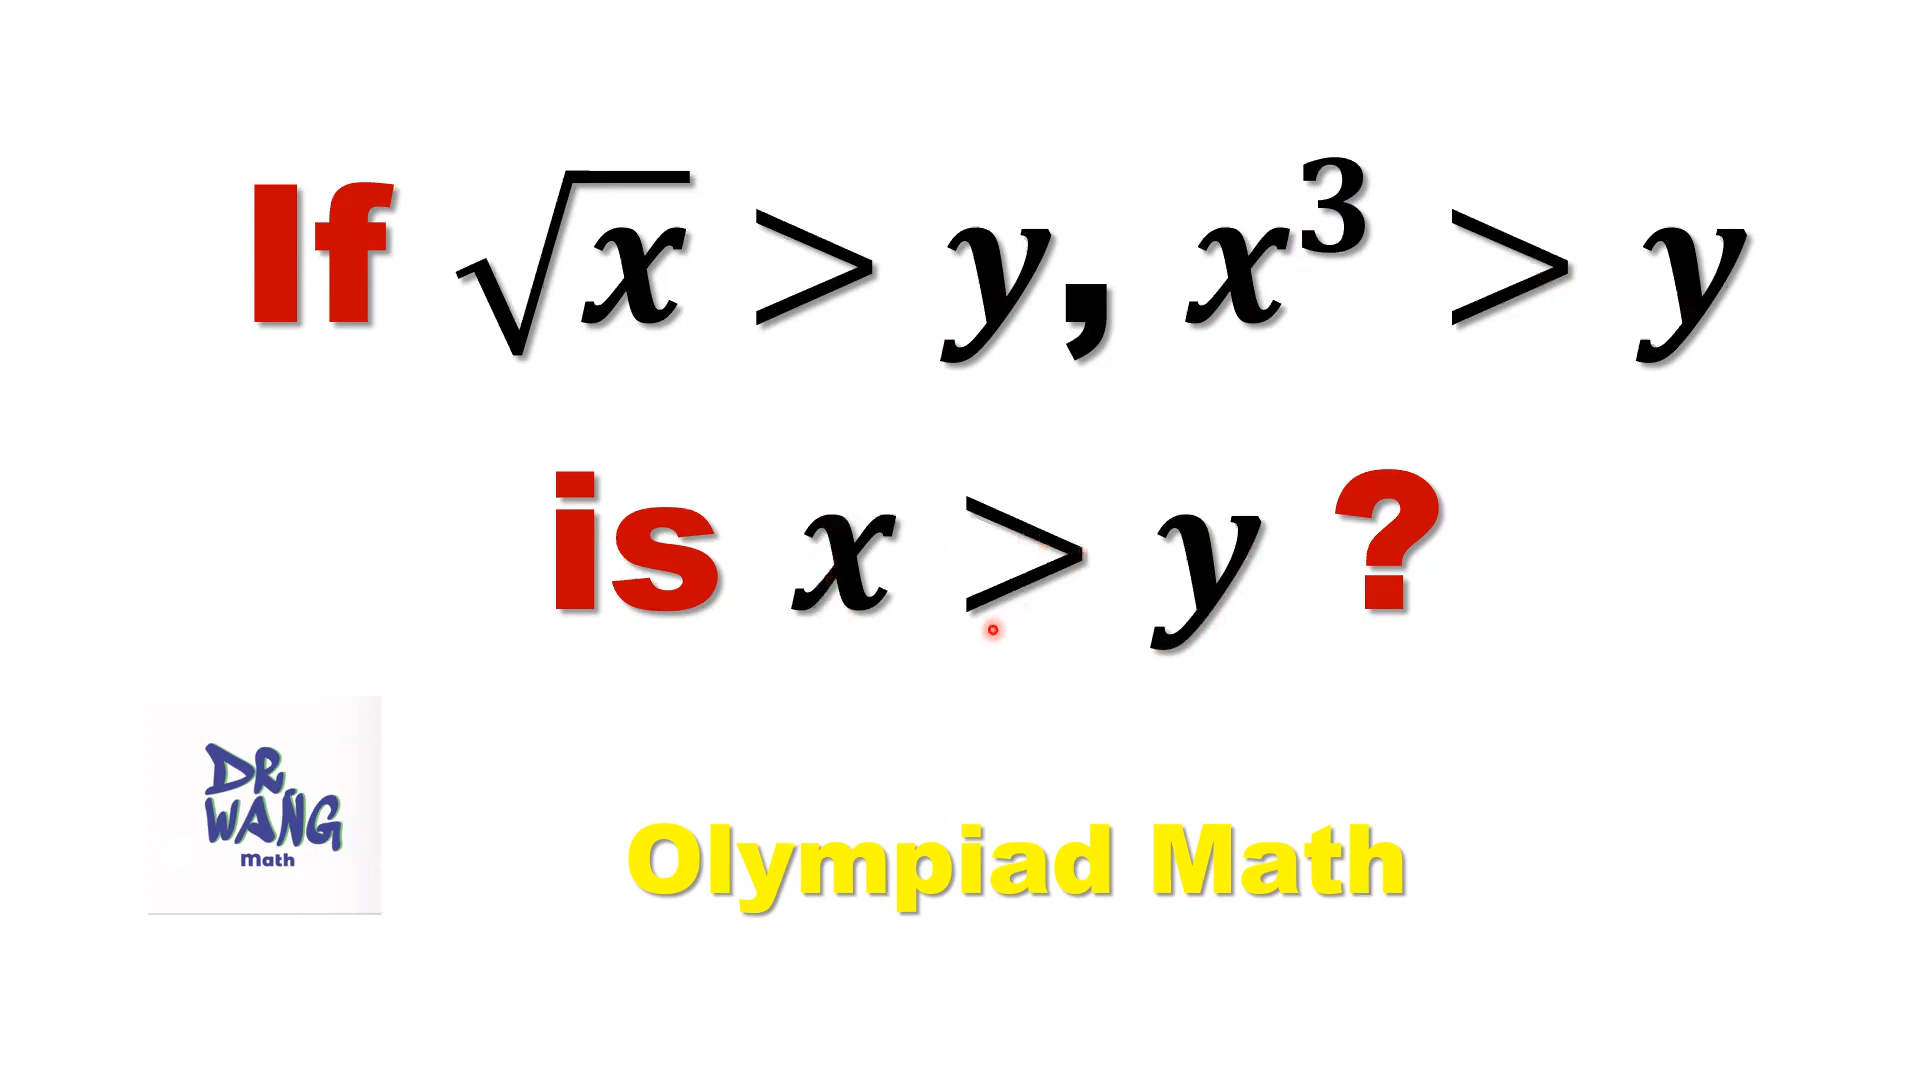 If √x > y, x³ > y
is x > y ?
DR
WANG
Math
Olympiad Math